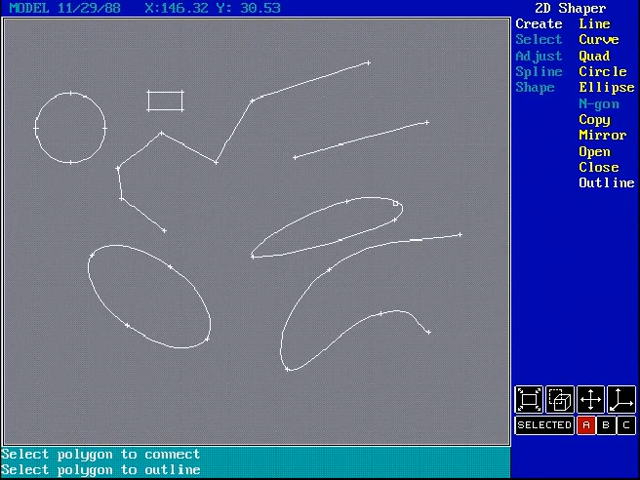 MODEL 11/29/88 X:146.32 Y: 30.53
2D Shaper
Create Line
Select Curve
Adjust Quad
Spline Circle
Shape Ellipse
N-gon
Copy
Mirror
Open
Close
Outline
SELECTED A B C
Select polygon to connect
Select polygon to outline